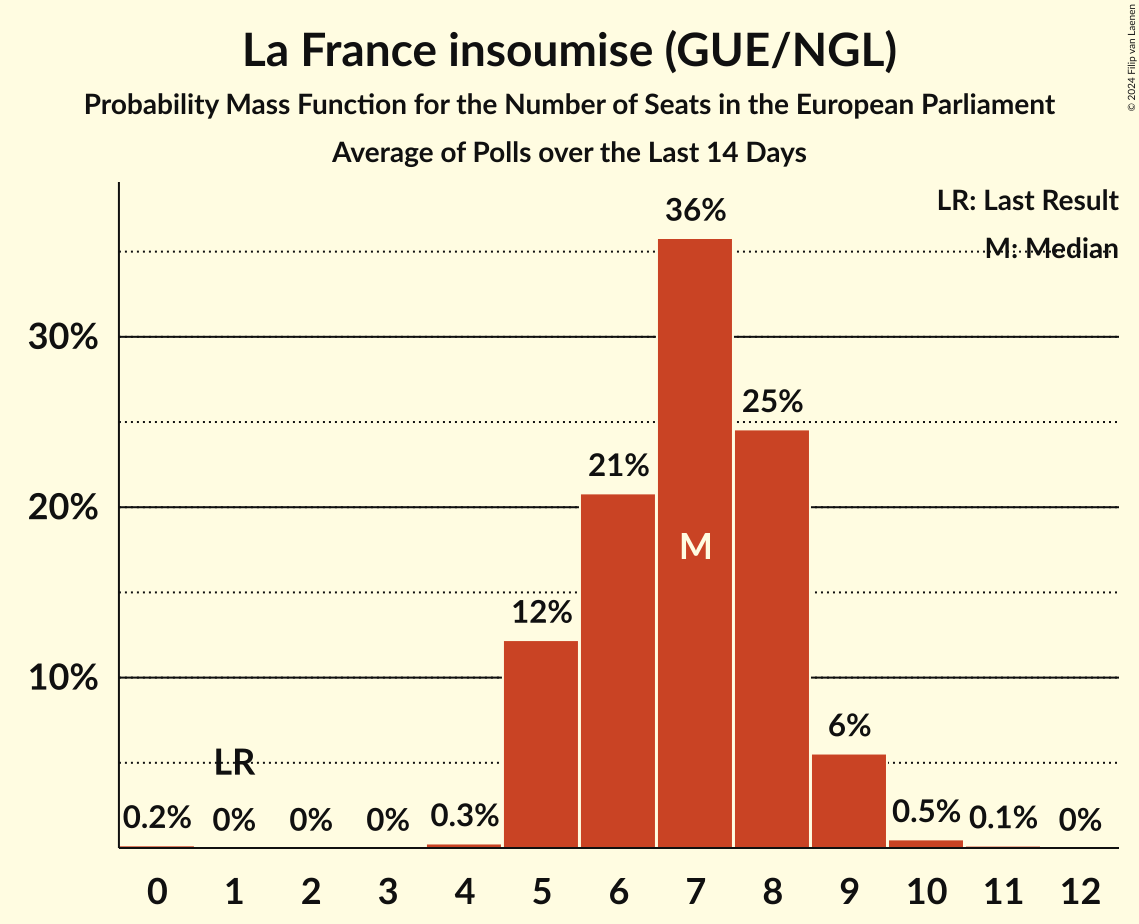 La France insoumise (GUE/NGL)
Probability Mass Function for the Number of Seats in the European Parliament
Average of Polls over the Last 14 Days
© 2024 Filip van Laenen
LR: Last Result
M: Median
36%
30%
25%
21%
20%
M
12%
10%
6%
LR
0.2% 0% 0% 0% 0.3% 0.5% 0.1% 0%
0 1 2 3 4 5 6 7 8 9 10 11 12